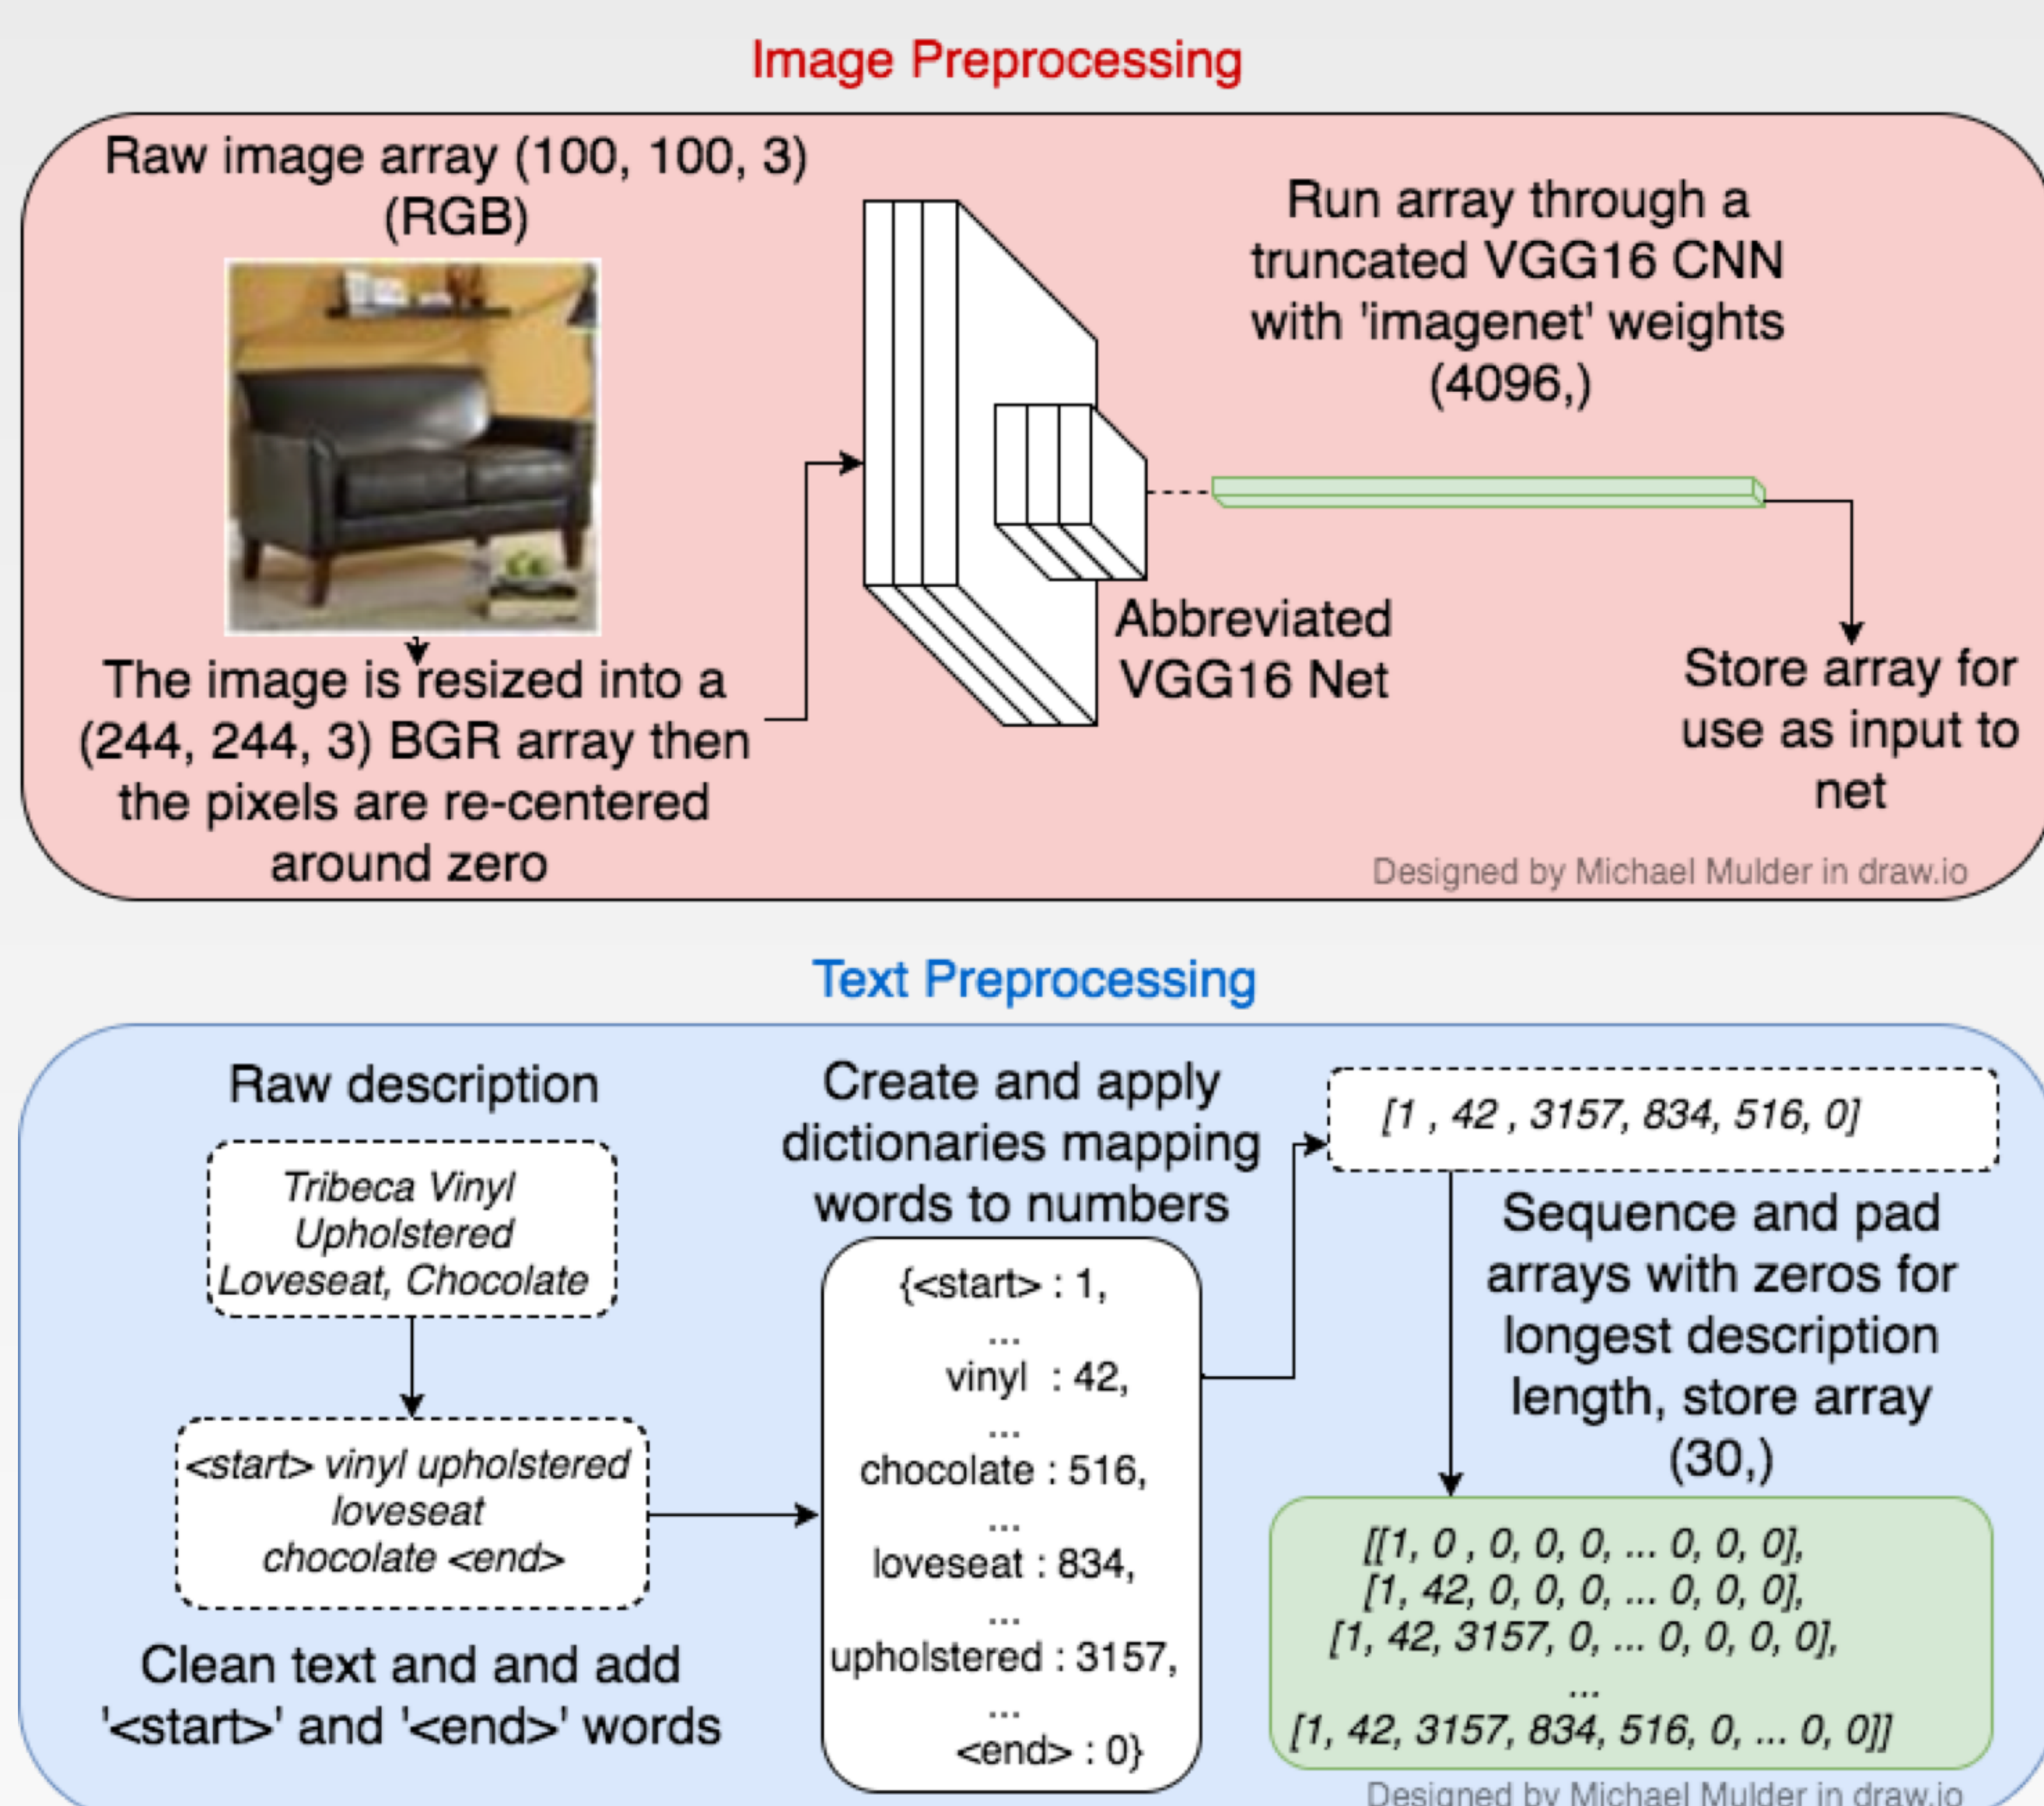 Image Preprocessing
Raw image array (100, 100, 3)
(RGB)
The image is resized into a
(244, 244, 3) BGR array then
the pixels are re-centered
around zero
Abbreviated
VGG16 Net
Run array through a
truncated VGG16 CNN
with 'imagenet' weights
(4096,)
Store array for
use as input to
net
Designed by Michael Mulder in draw.io
Text Preprocessing
Raw description
Tribeca Vinyl
Upholstered
Loveseat, Chocolate
<start> vinyl upholstered
loveseat
chocolate <end>
Clean text and and add
'<start>' and '<end>' words
Create and apply
dictionaries mapping
words to numbers
{<start> : 1,
...
vinyl : 42,
...
chocolate : 516,
...
loveseat : 834,
...
upholstered : 3157,
...
<end> : 0}
[1 , 42 , 3157, 834, 516, 0]
Sequence and pad
arrays with zeros for
longest description
length, store array
(30,)
[[1, 0 , 0, 0, 0, ... 0, 0, 0],
[1, 42, 0, 0, 0, ... 0, 0, 0],
[1, 42, 3157, 0, ... 0, 0, 0, 0],
...
[1, 42, 3157, 834, 516, 0, ... 0, 0]]
Designed by Michael Mulder in draw.io